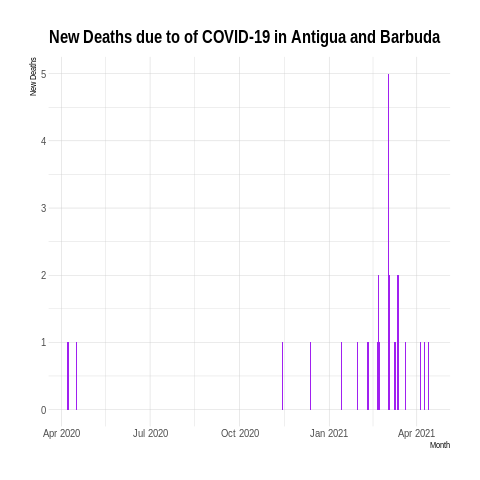 New Deaths due to of COVID-19 in Antigua and Barbuda
New Deaths
5
4
3
2
1
0
Apr 2020 Jul 2020 Oct 2020 Jan 2021 Apr 2021
Month